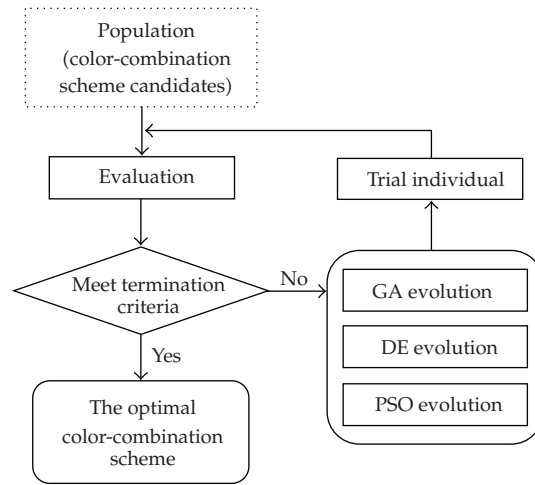 Population
(color-combination
scheme candidates)
Evaluation
Trial individual
Meet termination
criteria
No
GA evolution
DE evolution
PSO evolution
Yes
The optimal
color-combination
scheme